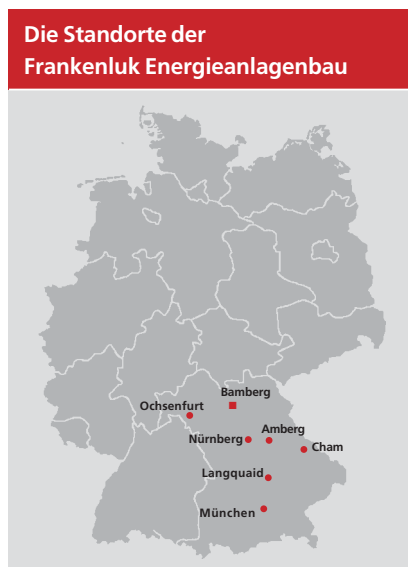 Die Standorte der
Frankenluk Energieanlagenbau
Bamberg
Ochsenfurt
Amberg
Nürnberg
Cham
Langquaid
München